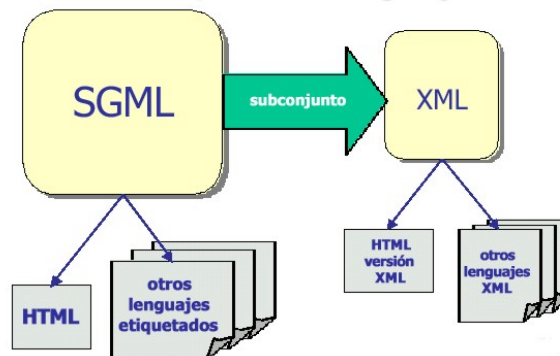 SGML
subconjunto
XML
HTML
otros
lenguajes
etiquetados
HTML
versión
XML
otros
lenguajes
XML